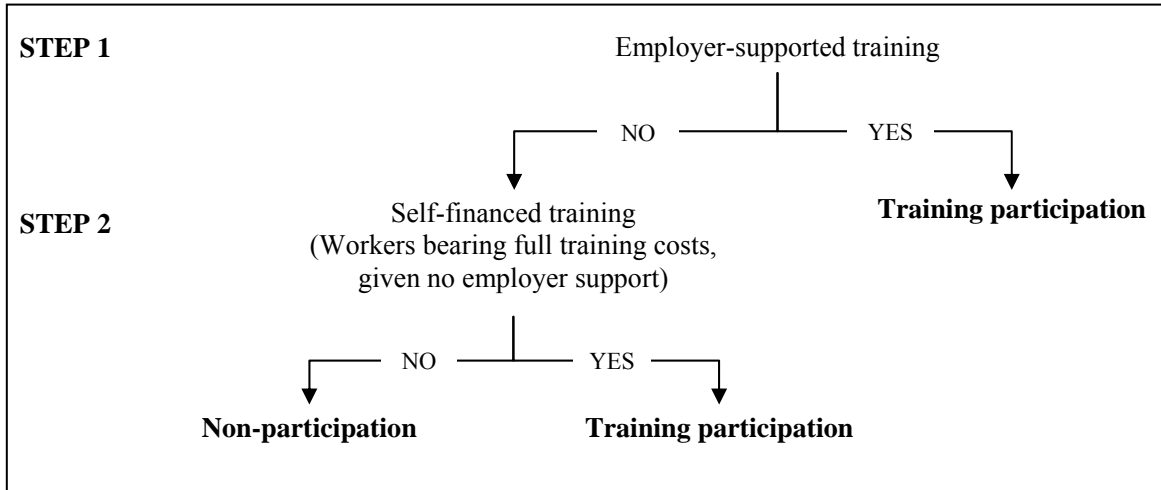 STEP 1
Employer-supported training
NO
YES
STEP 2
Training participation
Self-financed training
(Workers bearing full training costs,
given no employer support)
NO
YES
Non-participation
Training participation